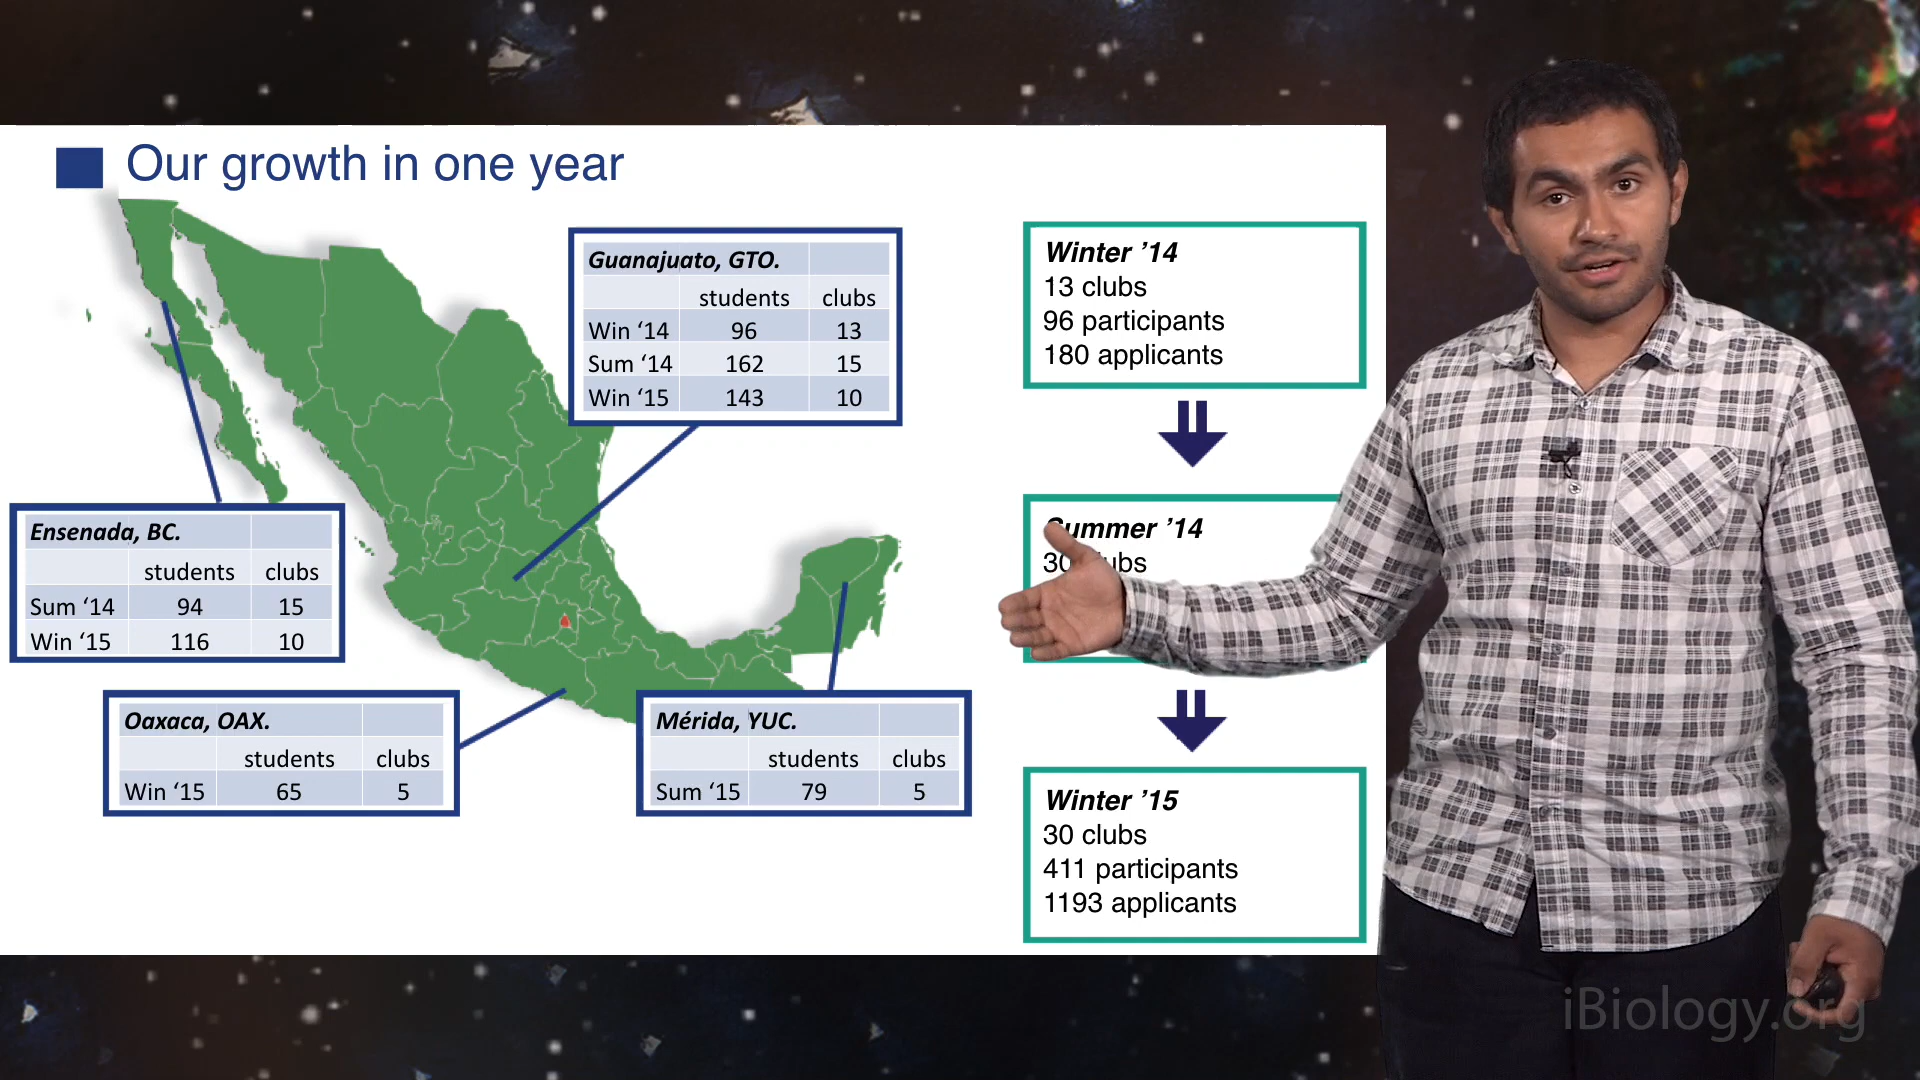 Our growth in one year
Guanajuato, GTO.
students clubs
Win ‘14 96 13
Sum ‘14 162 15
Win ‘15 143 10
Ensenada, BC.
students clubs
Sum ‘14 94 15
Win ‘15 116 10
Oaxaca, OAX.
students clubs
Win ‘15 65 5
Mérida, YUC.
students clubs
Sum ‘15 79 5
Winter ’14
13 clubs
96 participants
180 applicants
Summer ’14
30 clubs
Winter ’15
30 clubs
411 participants
1193 applicants
iBiology.org